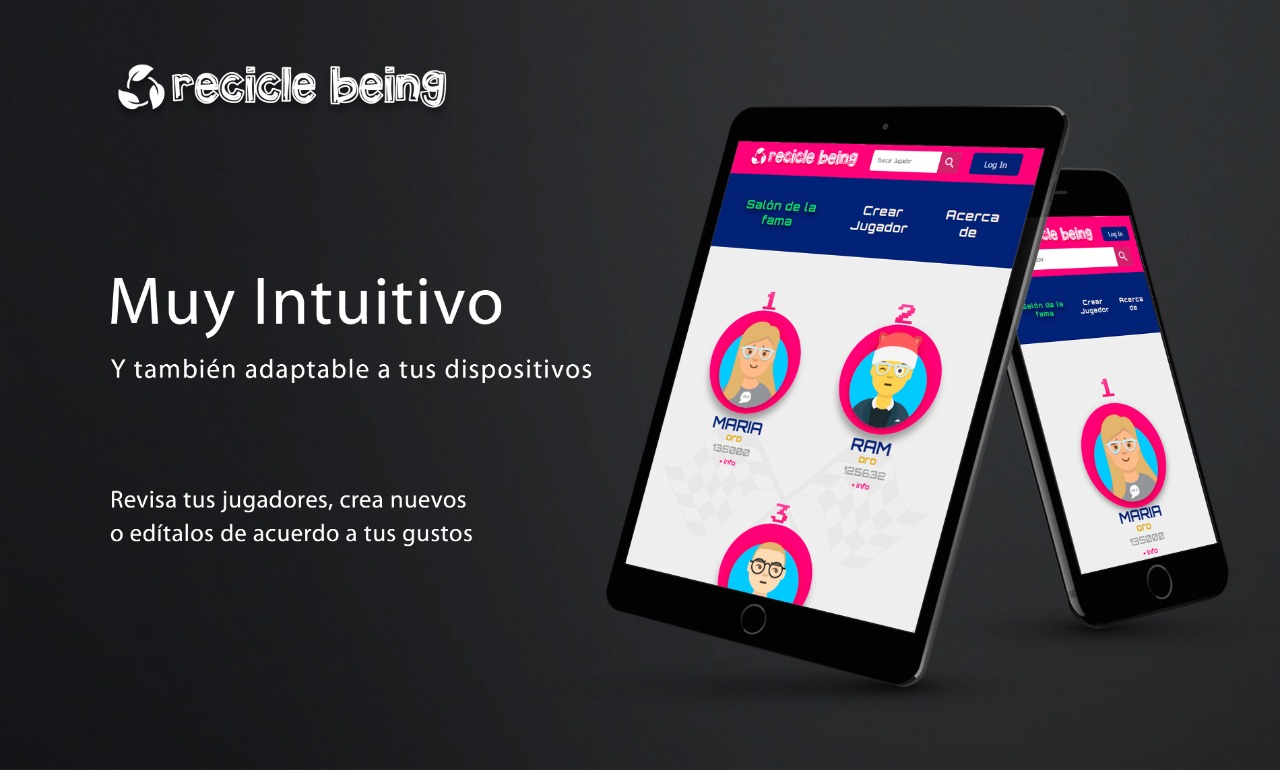 recicle being
Muy Intuitivo
Y también adaptable a tus dispositivos
Revisa tus jugadores, crea nuevos
o edítalos de acuerdo a tus gustos
recicle being
Buscar Jugador
Log In
Salón de la
fama
Crear
Jugador
Acerca
de
1
MARIA
oro
135000
+ info
2
RAM
oro
125632
+ info
3
cle being
Log In
Salón de la
fama
Crear
Jugador
Acerca
de
1
MARIA
oro
135000
+ info